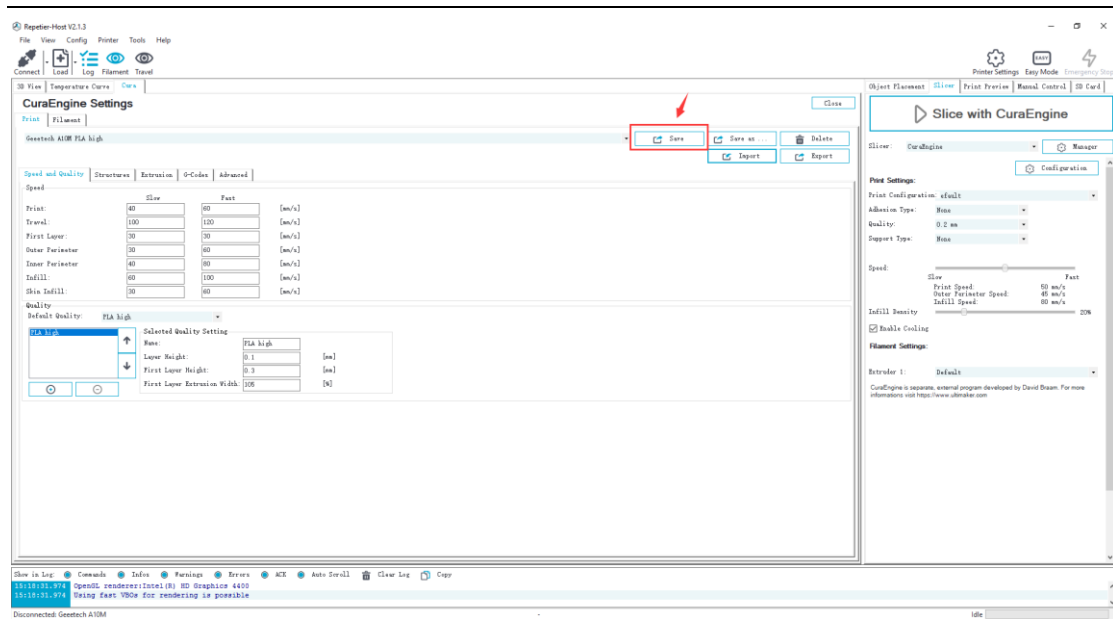 Repetier-Host V2.1.3
File View Config Printer Tools Help
Connect Load Log Filament Travel
Printer Settings Easy Mode Emergency Stop
EASY
3D View Temperature Curve Cura
Object Placement Slicer Print Preview Manual Control SD Card
CuraEngine Settings
Close
Print Filament
Slice with CuraEngine
Geeetech A10M PLA high
Save Save as ... Delete
Import Export
Slicer: CuraEngine Manager
Configuration
Speed and Quality Structures Extrusion G-Codes Advanced
Speed
Slow Fast
Print: 40 60 [mm/s]
Travel: 100 120 [mm/s]
First Layer: 30 30 [mm/s]
Outer Perimeter 30 60 [mm/s]
Inner Perimeter 40 80 [mm/s]
Infill: 60 100 [mm/s]
Skin Infill: 30 60 [mm/s]
Quality
Default Quality: PLA high
PLA high
Selected Quality Setting
Name: PLA high
Layer Height: 0.1 [mm]
First Layer Height: 0.3 [mm]
First Layer Extrusion Width: 105 [%]
Print Settings:
Print Configuration: efault
Adhesion Type: None
Quality: 0.2 mm
Support Type: None
Speed:
Slow Fast
Print Speed: 50 mm/s
Outer Perimeter Speed: 45 mm/s
Infill Speed: 80 mm/s
Infill Density 20%
Enable Cooling
Filament Settings:
Extruder 1: Default
CuraEngine is separate, external program developed by David Braam. For more
informations visit https://www.ultimaker.com
Show in Log: Commands Infos Warnings Errors ACK Auto Scroll Clear Log Copy
15:18:31.974 OpenGL renderer:Intel(R) HD Graphics 4400
15:18:31.974 Using fast VBOs for rendering is possible
Disconnected: Geeetech A10M - Idle